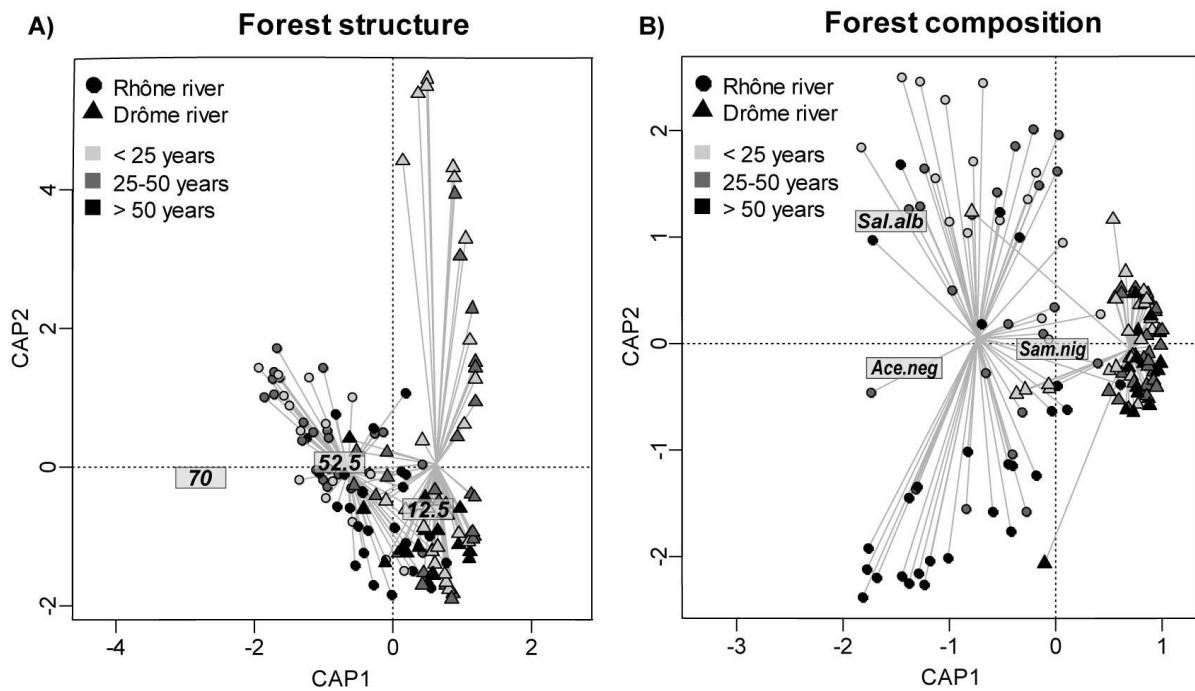 A)
Forest structure
Rhône river
Drôme river
< 25 years
25-50 years
> 50 years
4
2
0
-2
CAP2
70
52.5
12.5
-4
-2
0
2
CAP1
B)
Forest composition
Rhône river
Drôme river
< 25 years
25-50 years
> 50 years
2
1
0
-1
-2
CAP2
Sal.alb
Sam.nig
Ace.neg
-3
-2
-1
0
1
CAP1